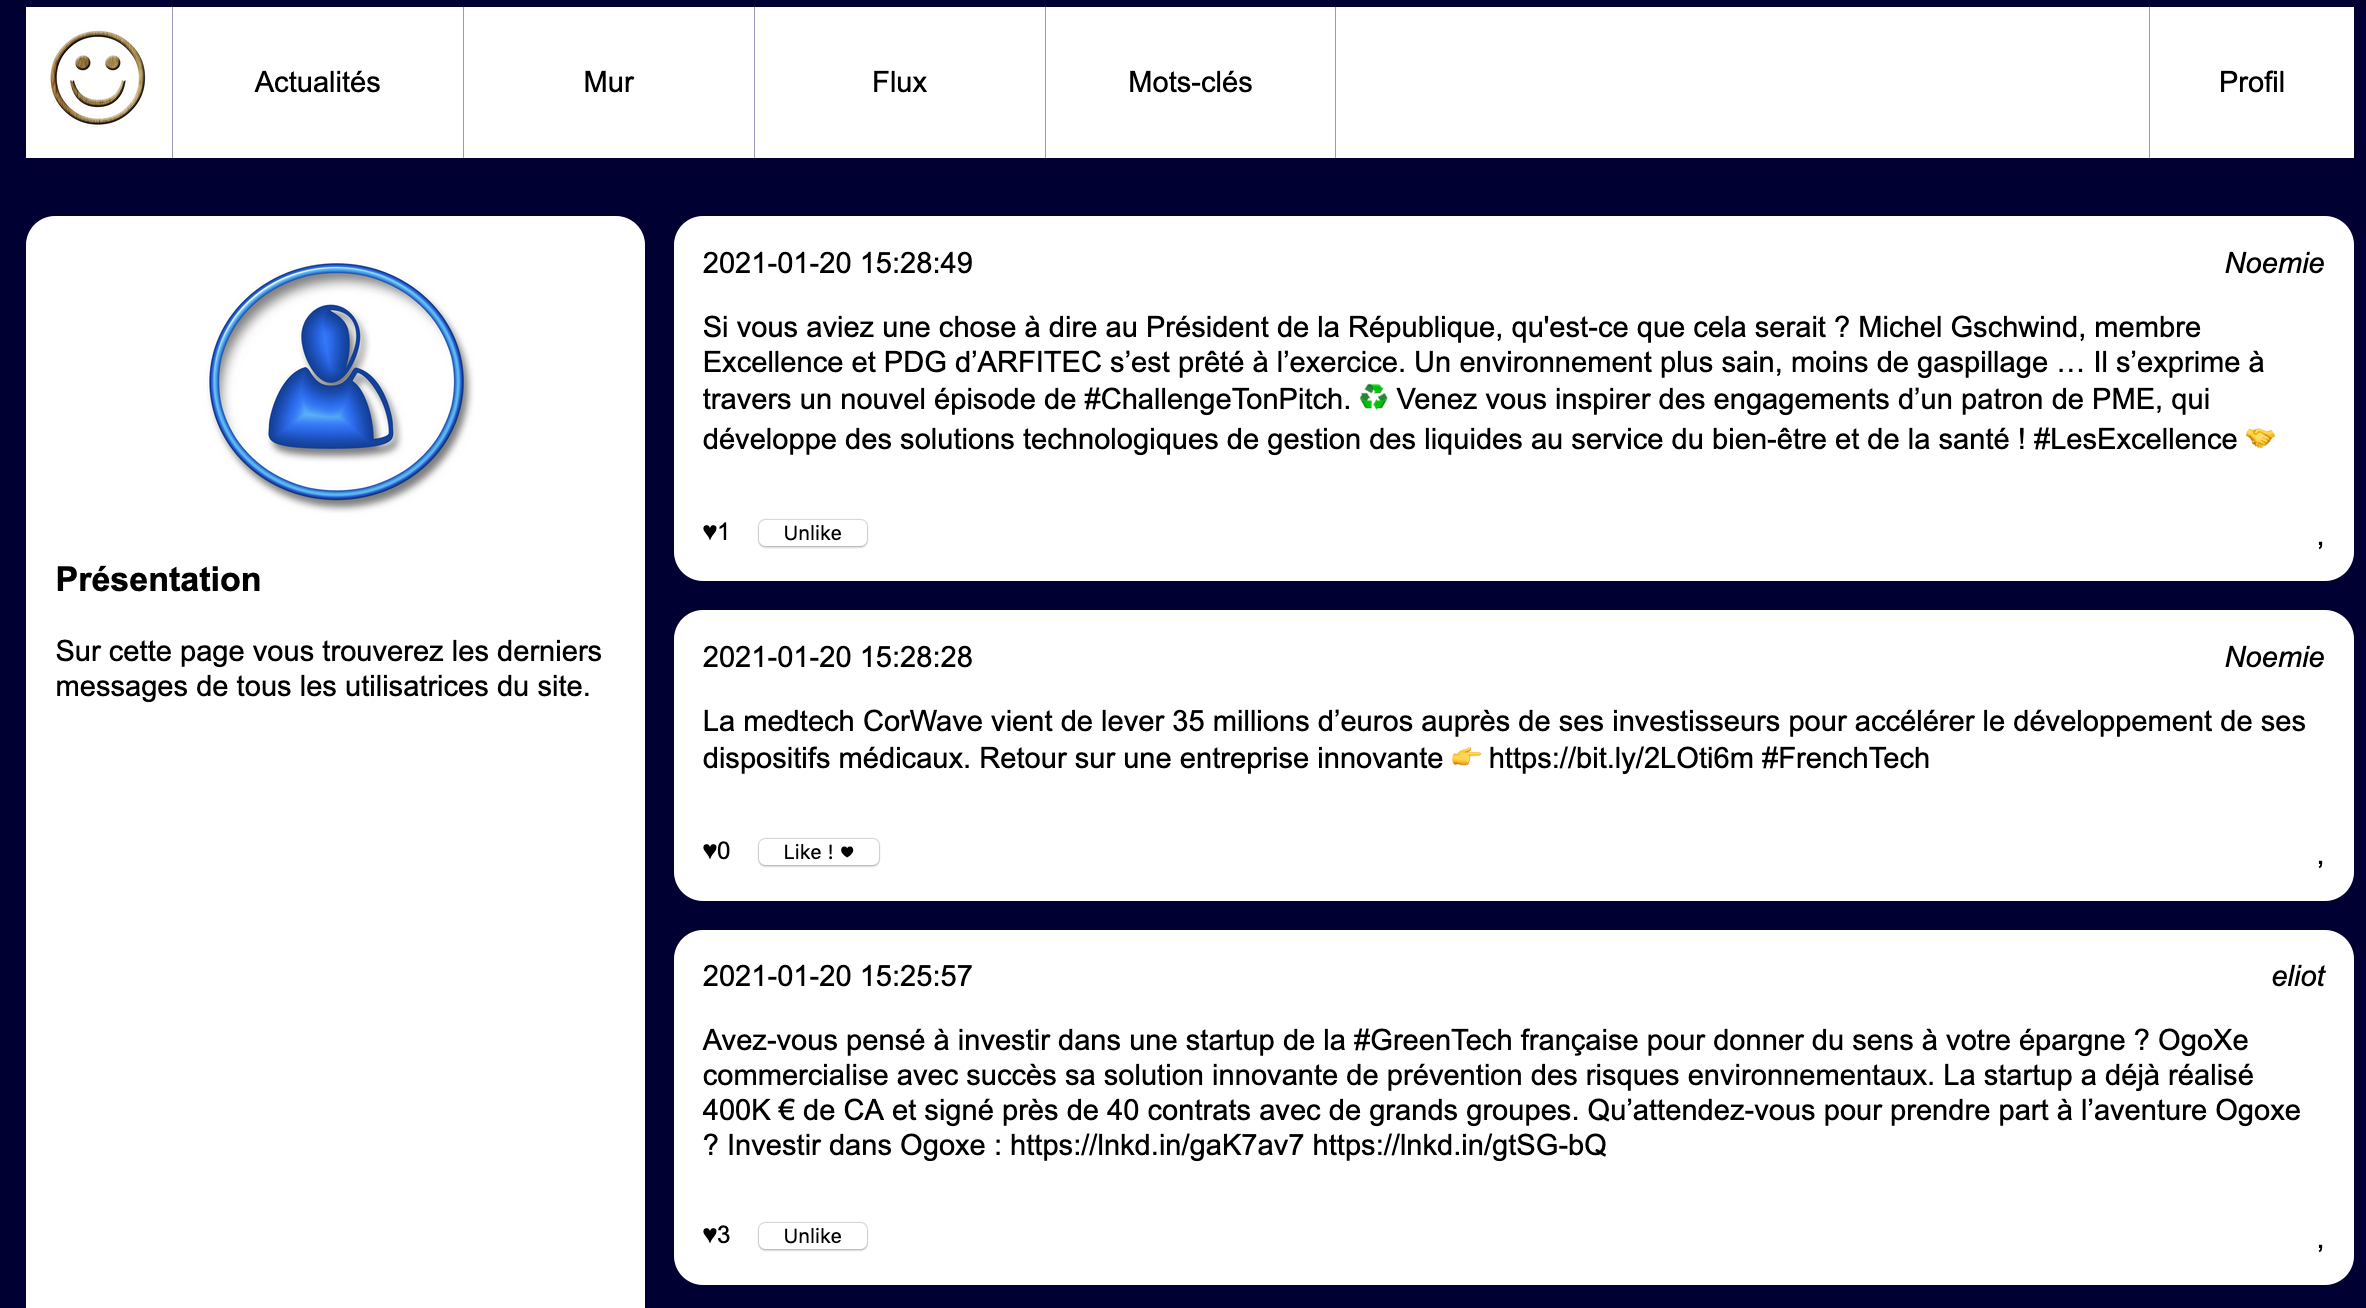 Actualités
Mur
Flux
Mots-clés
Profil
Présentation
Sur cette page vous trouverez les derniers
messages de tous les utilisatrices du site.
2021-01-20 15:28:49
Noemie
Si vous aviez une chose à dire au Président de la République, qu'est-ce que cela serait ? Michel Gschwind, membre
Excellence et PDG d’ARFITEC s’est prêté à l’exercice. Un environnement plus sain, moins de gaspillage … Il s’exprime à
travers un nouvel épisode de #ChallengeTonPitch. ♻️ Venez vous inspirer des engagements d’un patron de PME, qui
développe des solutions technologiques de gestion des liquides au service du bien-être et de la santé ! #LesExcellence 🤝
♥1
Unlike
,
2021-01-20 15:28:28
Noemie
La medtech CorWave vient de lever 35 millions d’euros auprès de ses investisseurs pour accélérer le développement de ses
dispositifs médicaux. Retour sur une entreprise innovante 👉 https://bit.ly/2LOti6m #FrenchTech
♥0
Like ! ♥
,
2021-01-20 15:25:57
eliot
Avez-vous pensé à investir dans une startup de la #GreenTech française pour donner du sens à votre épargne ? OgoXe
commercialise avec succès sa solution innovante de prévention des risques environnementaux. La startup a déjà réalisé
400K € de CA et signé près de 40 contrats avec de grands groupes. Qu’attendez-vous pour prendre part à l’aventure Ogoxe
? Investir dans Ogoxe : https://lnkd.in/gaK7av7 https://lnkd.in/gtSG-bQ
♥3
Unlike
,